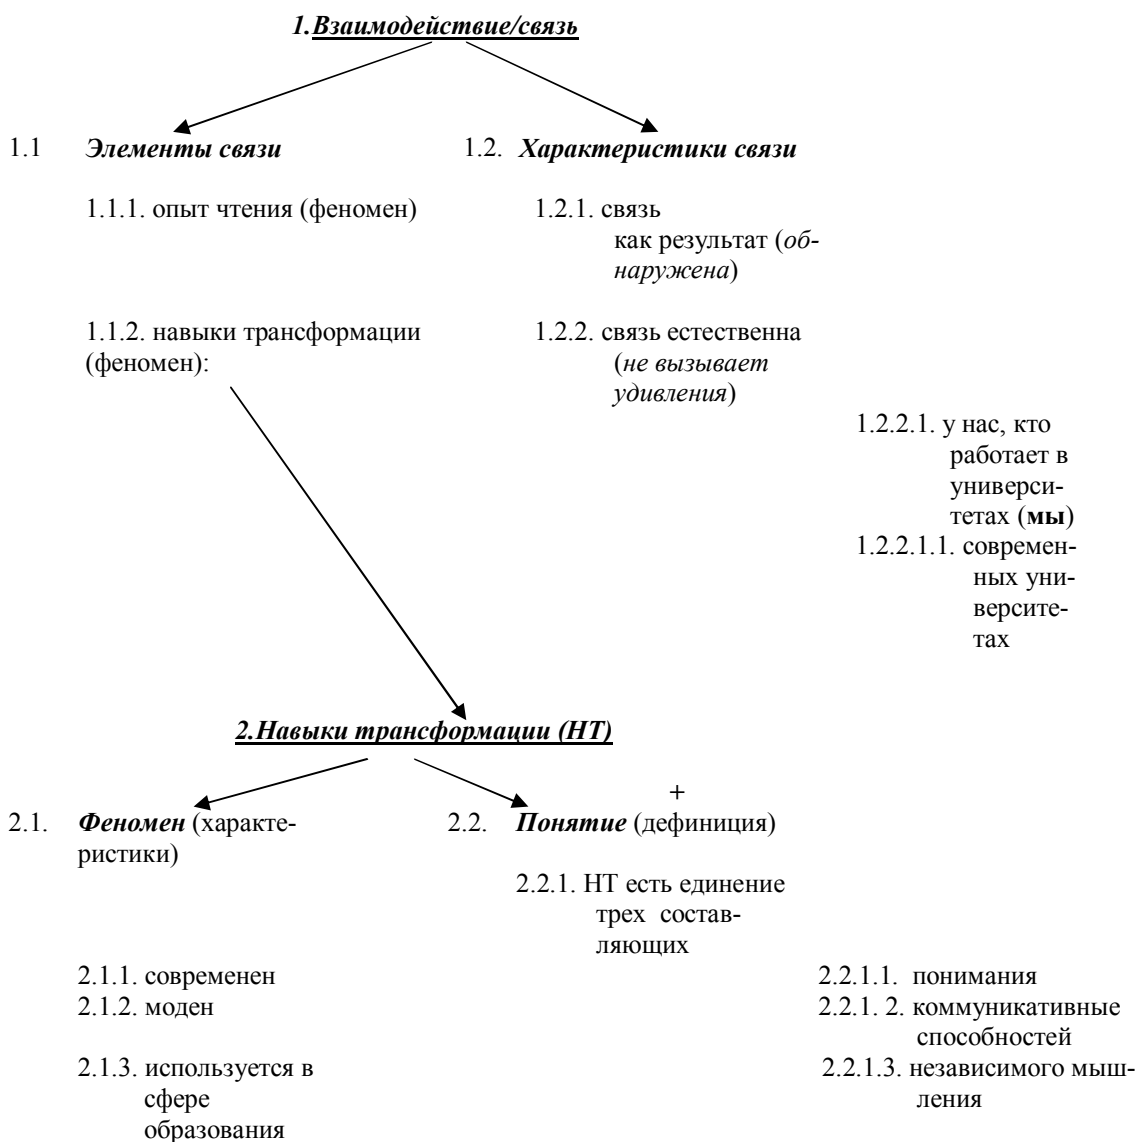 1.Взаимодействие/связь
1.1 Элементы связи
1.2. Характеристики связи
1.1.1. опыт чтения (феномен)
1.2.1. связь
как результат (об-
наружена)
1.1.2. навыки трансформации
(феномен):
1.2.2. связь естественна
(не вызывает
удивления)
1.2.2.1. у нас, кто
работает в
универси-
тетах (мы)
1.2.2.1.1. современ-
ных уни-
верситe-
тах
2.Навыки трансформации (НТ)
+
2.1. Феномен (характе-
ристики)
2.2. Понятие (дефиниция)
2.2.1. НТ есть единение
трех состав-
ляющих
2.1.1. современен
2.1.2. моден
2.1.3. используется в
сфере
образования
2.2.1.1. понимания
2.2.1. 2. коммуникативные
способностей
2.2.1.3. независимого мыш-
ления